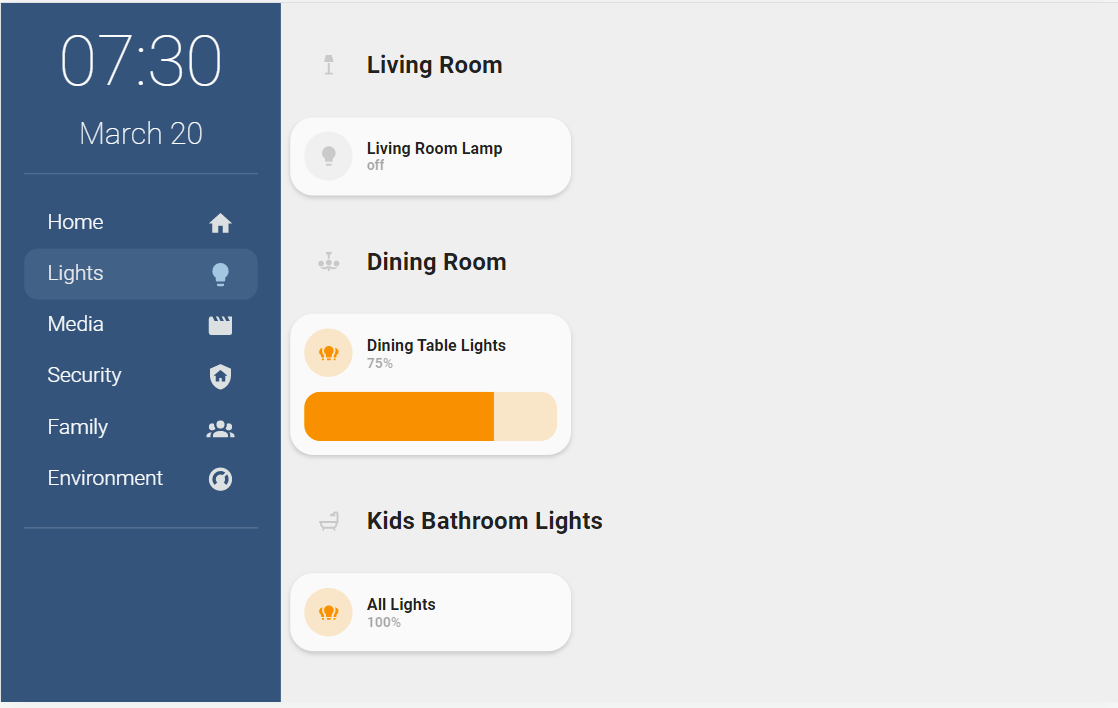 07:30
March 20
Home
Lights
Media
Security
Family
Environment
Living Room
Living Room Lamp
off
Dining Room
Dining Table Lights
75%
Kids Bathroom Lights
All Lights
100%